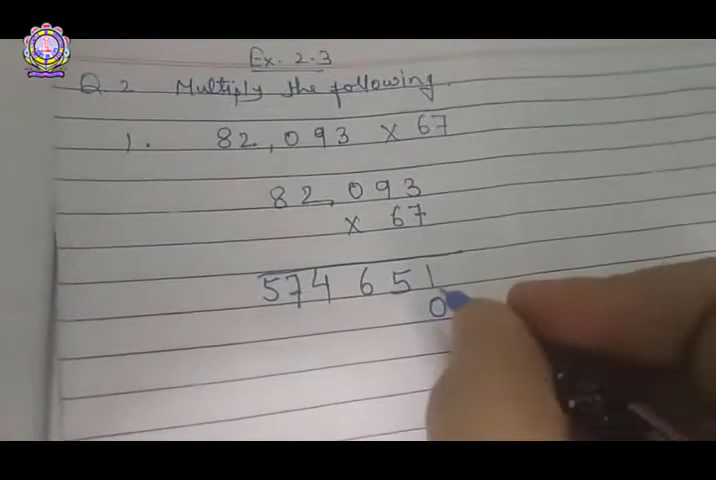 Ex. 2.3
Q. 2 Multiply the following.
1. 82,093 x 67
82,093
x 67
574 651
0